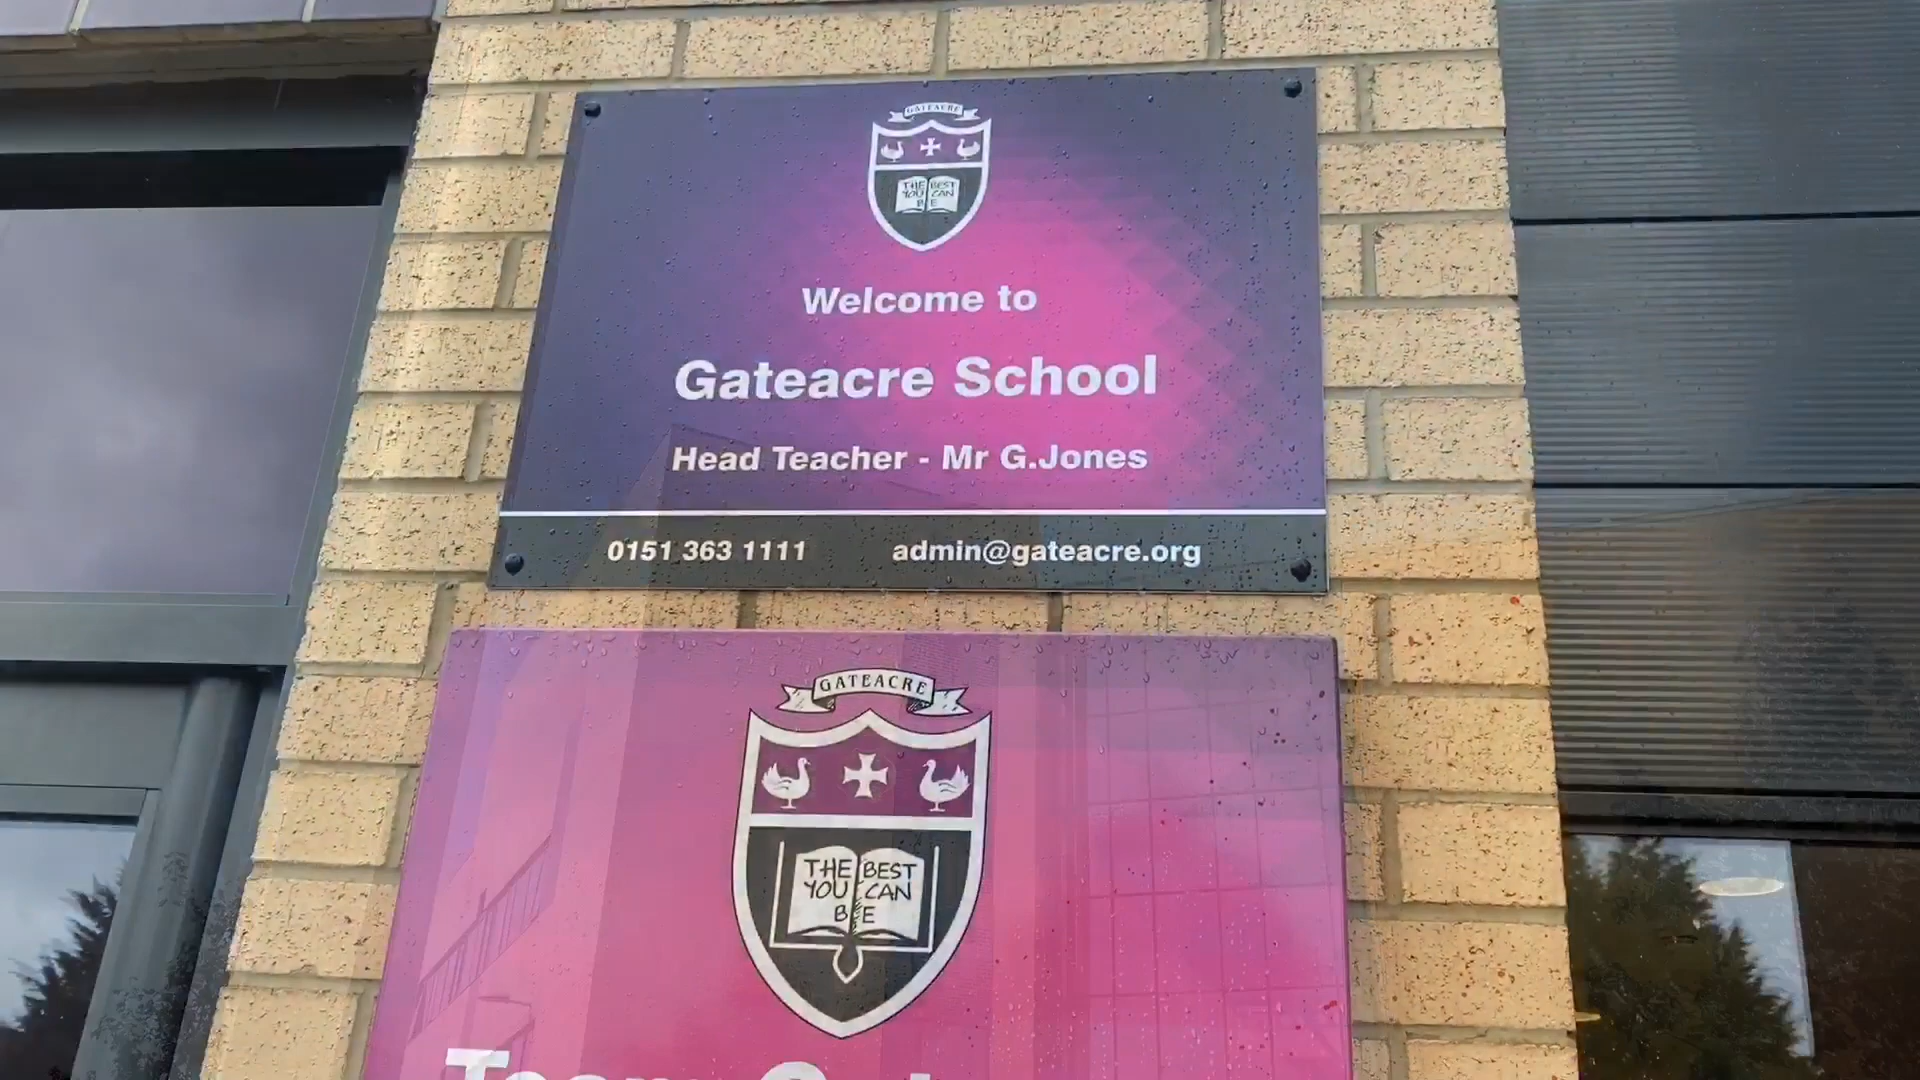 GATEACRE
THE BEST
YOU CAN
BE
Welcome to
Gateacre School
Head Teacher - Mr G.Jones
0151 363 1111 admin@gateacre.org
GATEACRE
THE BEST
YOU CAN
BE
Team